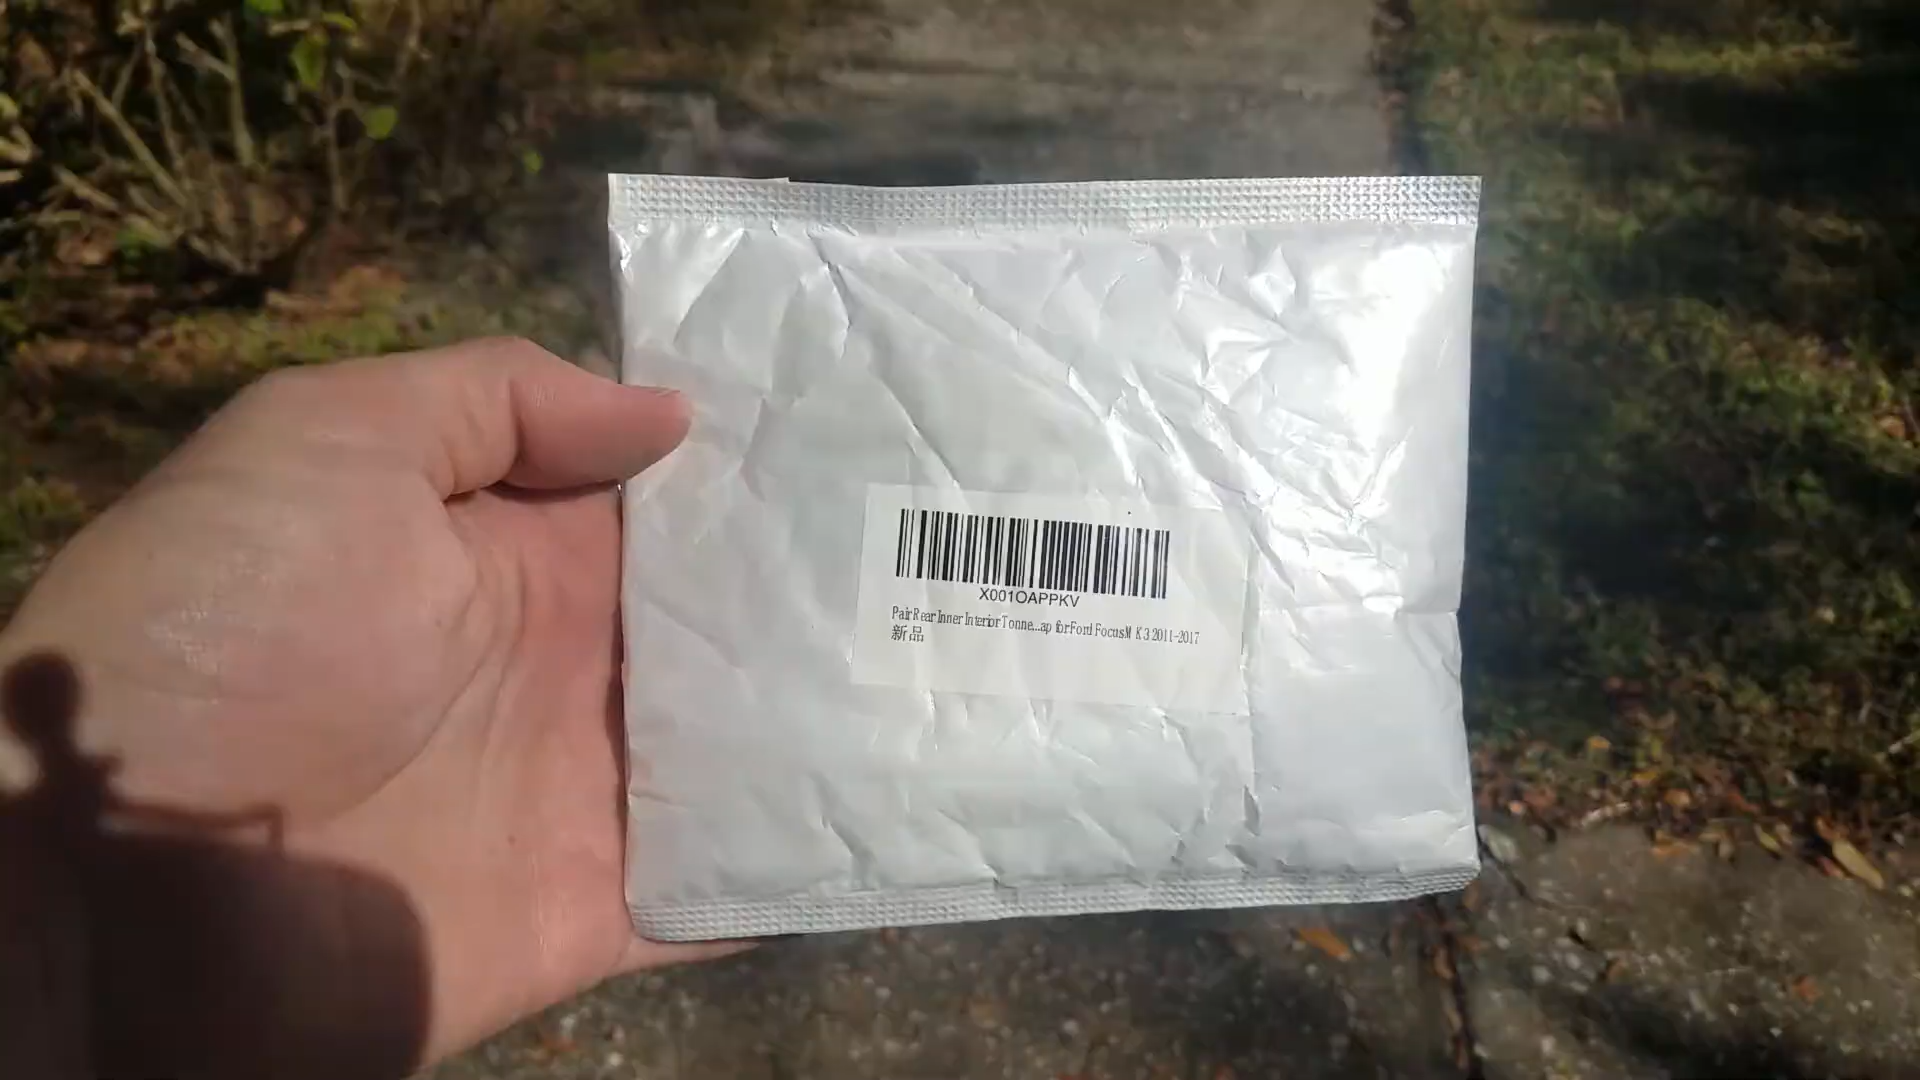 X001OAPPKV
Pair Rear Inner Interior Tonne...ap for Ford Focus MK3 2011-2017
新品